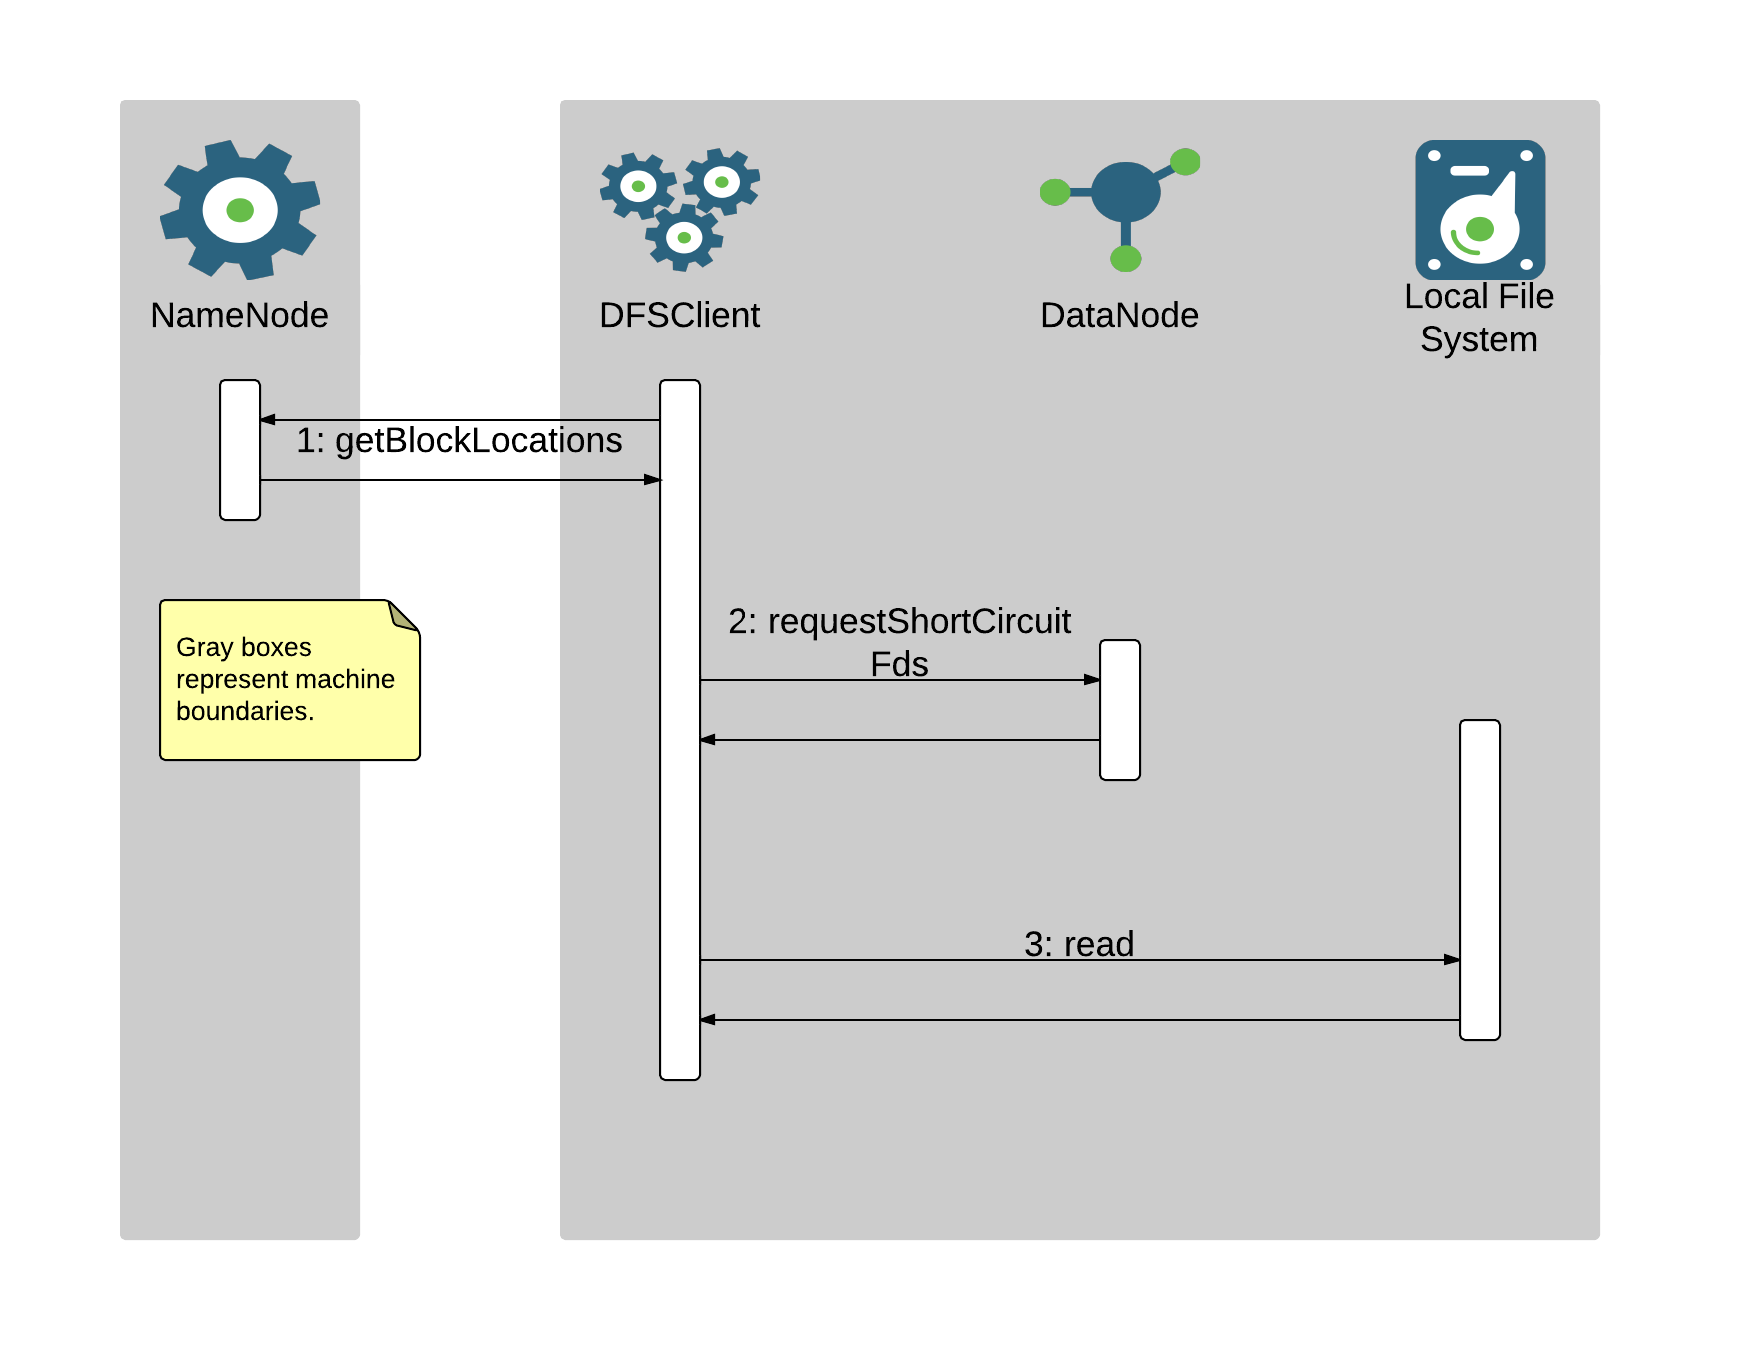 NameNode
DFSClient
DataNode
Local File
System
1: getBlockLocations
2: requestShortCircuit
Fds
Gray boxes
represent machine
boundaries.
3: read